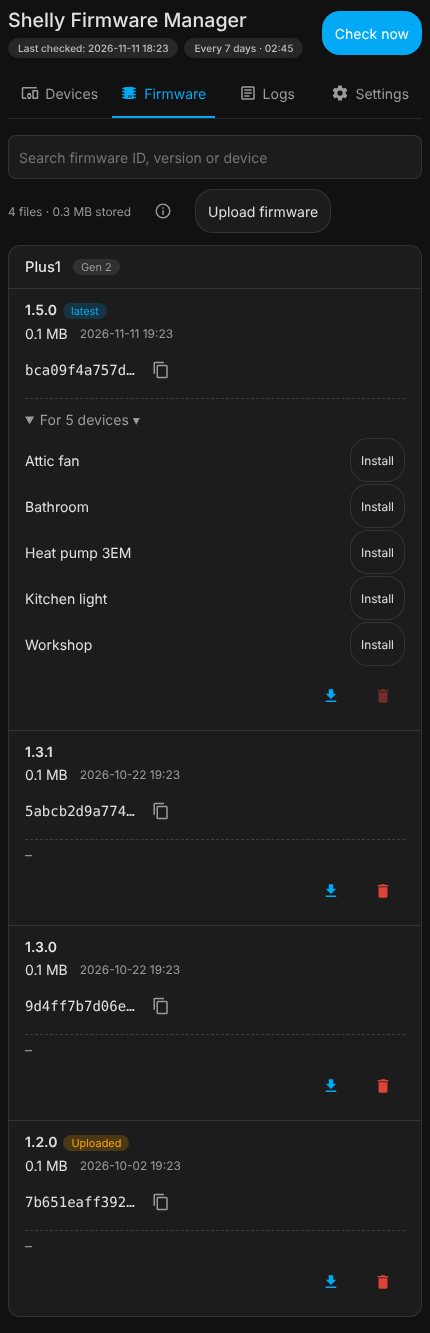 Shelly Firmware Manager
Last checked: 2026-11-11 18:23
Every 7 days · 02:45
Check now
Devices
Firmware
Logs
Settings
Search firmware ID, version or device
4 files · 0.3 MB stored
Upload firmware
Plus1 Gen 2
1.5.0 latest
0.1 MB 2026-11-11 19:23
bca09f4a757d…
▼ For 5 devices ▾
Attic fan Install
Bathroom Install
Heat pump 3EM Install
Kitchen light Install
Workshop Install
1.3.1
0.1 MB 2026-10-22 19:23
5abcb2d9a774…
–
1.3.0
0.1 MB 2026-10-22 19:23
9d4ff7b7d06e…
–
1.2.0 Uploaded
0.1 MB 2026-10-02 19:23
7b651eaff392…
–